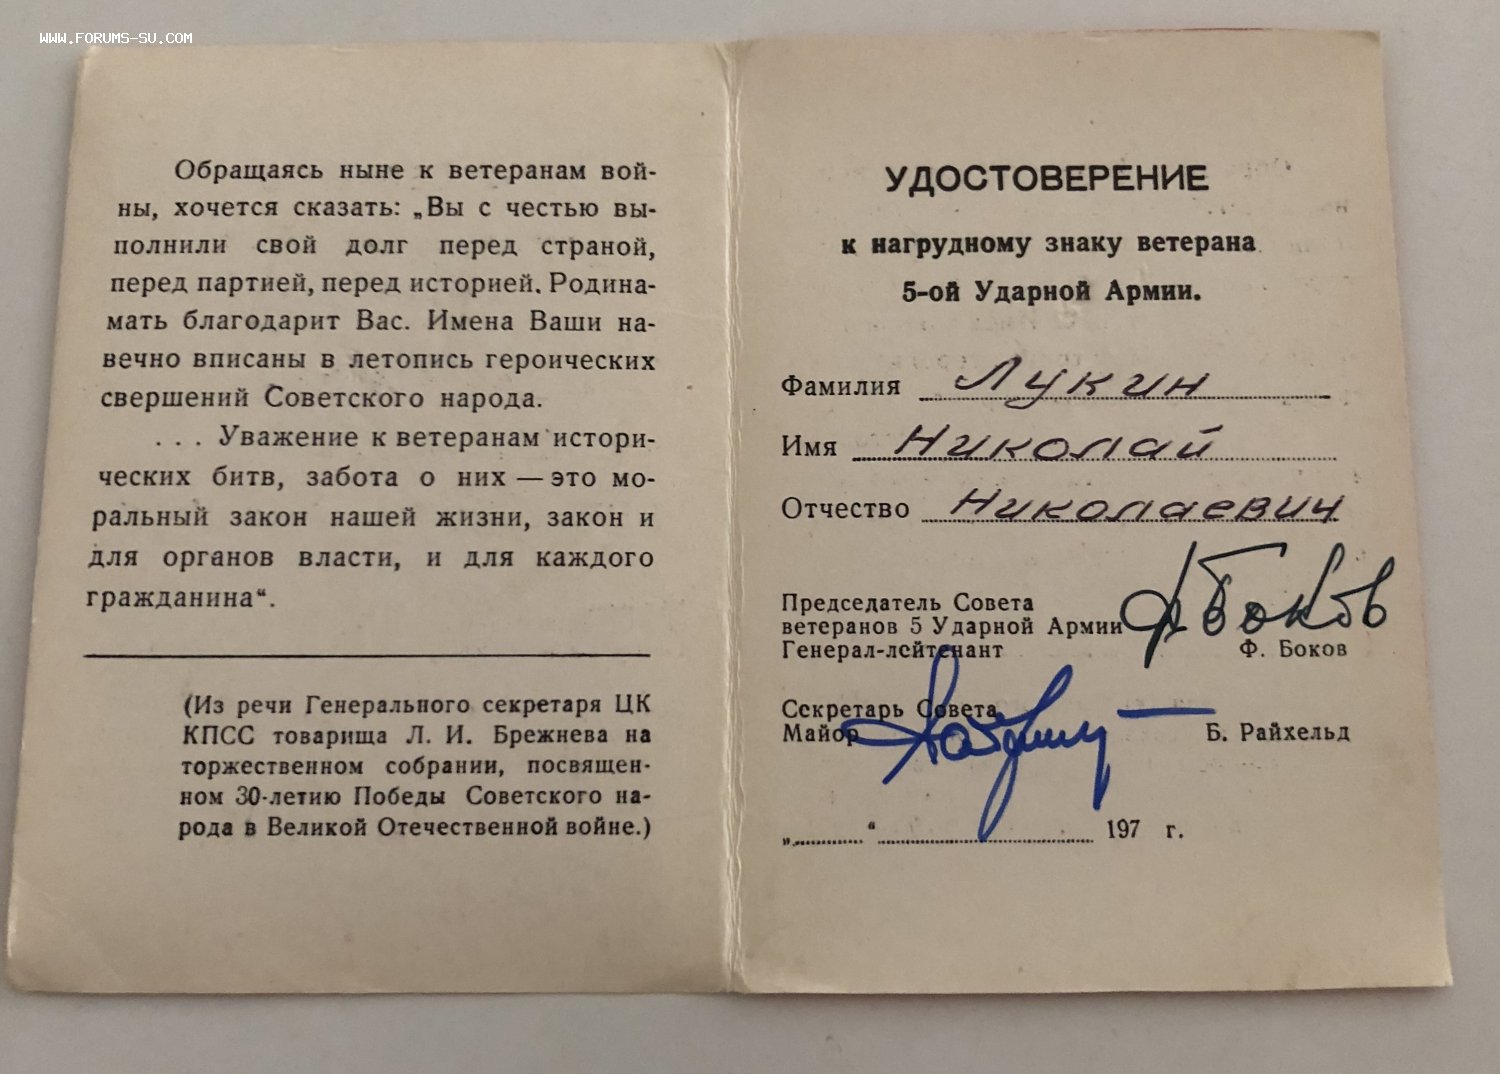 WWW.FORUMS-SU.COM
Обращаясь ныне к ветеранам вой-
ны, хочется сказать: „Вы с честью вы-
полнили свой долг перед страной,
перед партией, перед историей. Родина-
мать благодарит Вас. Имена Ваши на-
вечно вписаны в летопись героических
свершений Советского народа.
. . . Уважение к ветеранам истори-
ческих битв, забота о них — это мо-
ральный закон нашей жизни, закон и
для органов власти, и для каждого
гражданина“.
(Из речи Генерального секретаря ЦК
КПСС товарища Л. И. Брежнева на
торжественном собрании, посвящен-
ном 30-летию Победы Советского на-
рода в Великой Отечественной войне.)
УДОСТОВЕРЕНИЕ
к нагрудному знаку ветерана
5-ой Ударной Армии.
Фамилия Лукин
Имя Николай
Отчество Николаевич
Председатель Совета
ветеранов 5 Ударной Армии ФБоков
Генерал-лейтенант Ф. Боков
Секретарь Совета
Майор Б. Райхельд
„ “ 197 г.